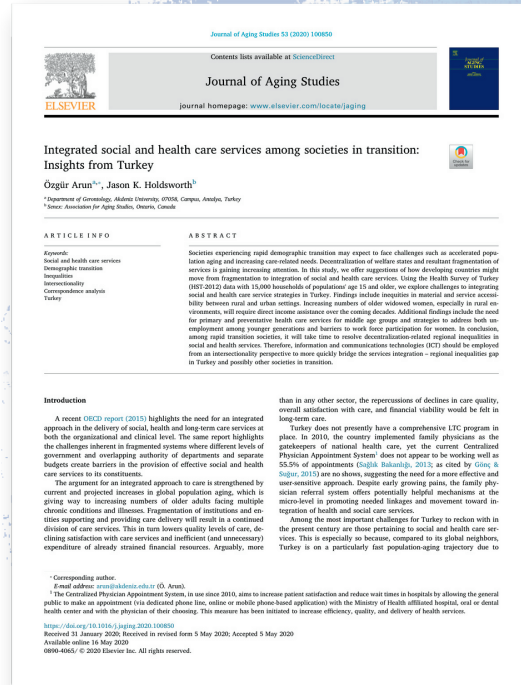 Journal of Aging Studies 53 (2020) 100850
Contents lists available at ScienceDirect
Journal of Aging Studies
journal homepage: www.elsevier.com/locate/jaging
ELSEVIER
JOURNAL OF AGING STUDIES
Integrated social and health care services among societies in transition:
Insights from Turkey
Check for updates
Özgür Arun a,*, Jason K. Holdsworth b
a Department of Gerontology, Akdeniz University, 07058, Campus, Antalya, Turkey
b Senex: Association for Aging Studies, Ontario, Canada
ARTICLE INFO
Keywords:
Social and health care services
Demographic transition
Inequalities
Intersectionality
Correspondence analysis
Turkey
ABSTRACT
Societies experiencing rapid demographic transition may expect to face challenges such as accelerated popu-
lation aging and increasing care-related needs. Decentralization of welfare states and resultant fragmentation of
services is gaining increasing attention. In this study, we offer suggestions of how developing countries might
move from fragmentation to integration of social and health care services. Using the Health Survey of Turkey
(HST-2012) data with 15,000 households of populations' age 15 and older, we explore challenges to integrating
social and health care service strategies in Turkey. Findings include inequities in material and service accessi-
bility between rural and urban settings. Increasing numbers of older widowed women, especially in rural en-
vironments, will require direct income assistance over the coming decades. Additional findings include the need
for primary and preventative health care services for middle age groups and strategies to address both un-
employment among younger generations and barriers to work force participation for women. In conclusion,
among rapid transition societies, it will take time to resolve decentralization-related regional inequalities in
social and health services. Therefore, information and communications technologies (ICT) should be employed
from an intersectionality perspective to more quickly bridge the services integration – regional inequalities gap
in Turkey and possibly other societies in transition.
Introduction
A recent OECD report (2015) highlights the need for an integrated
approach in the delivery of social, health and long-term care services at
both the organizational and clinical level. The same report highlights
the challenges inherent in fragmented systems where different levels of
government and overlapping authority of departments and separate
budgets create barriers in the provision of effective social and health
care services to its constituents.
The argument for an integrated approach to care is strengthened by
current and projected increases in global population aging, which is
giving way to increasing numbers of older adults facing multiple
chronic conditions and illnesses. Fragmentation of institutions and en-
tities supporting and providing care delivery will result in a continued
division of care services. This in turn lowers quality levels of care, de-
clining satisfaction with care services and inefficient (and unnecessary)
expenditure of already strained financial resources. Arguably, more
than in any other sector, the repercussions of declines in care quality,
overall satisfaction with care, and financial viability would be felt in
long-term care.
Turkey does not presently have a comprehensive LTC program in
place. In 2010, the country implemented family physicians as the
gatekeepers of national health care, yet the current Centralized
Physician Appointment System1 does not appear to be working well as
55.5% of appointments (Sağlık Bakanlığı, 2013; as cited by Gönç &
Suğur, 2015) are no shows, suggesting the need for a more effective and
user-sensitive approach. Despite early growing pains, the family phy-
sician referral system offers potentially helpful mechanisms at the
micro-level in promoting needed linkages and movement toward in-
tegration of health and social care services.
Among the most important challenges for Turkey to reckon with in
the present century are those pertaining to social and health care ser-
vices. This is especially so because, compared to its global neighbors,
Turkey is on a particularly fast population-aging trajectory due to
* Corresponding author.
E-mail address: arun@akdeniz.edu.tr (Ö. Arun).
1 The Centralized Physician Appointment System, in use since 2010, aims to increase patient satisfaction and reduce wait times in hospitals by allowing the general
public to make an appointment (via dedicated phone line, online or mobile phone-based application) with the Ministry of Health affiliated hospital, oral or dental
health center and with the physician of their choosing. This measure has been initiated to increase efficiency, quality, and delivery of health services.
https://doi.org/10.1016/j.jaging.2020.100850
Received 31 January 2020; Received in revised form 5 May 2020; Accepted 5 May 2020
Available online 16 May 2020
0890-4065/ © 2020 Elsevier Inc. All rights reserved.